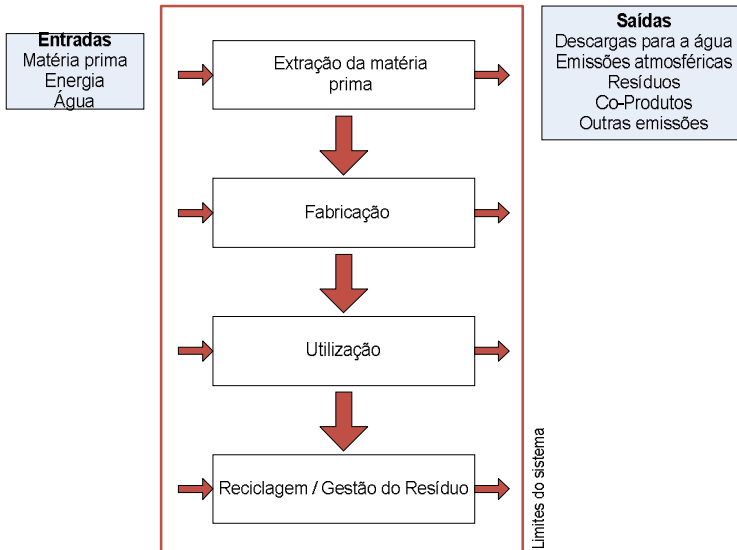 Entradas
Matéria prima
Energia
Água
Extração da matéria
prima
Saídas
Descargas para a água
Emissões atmosféricas
Resíduos
Co-Produtos
Outras emissões
Fabricação
Utilização
Reciclagem / Gestão do Resíduo
Limites do sistema